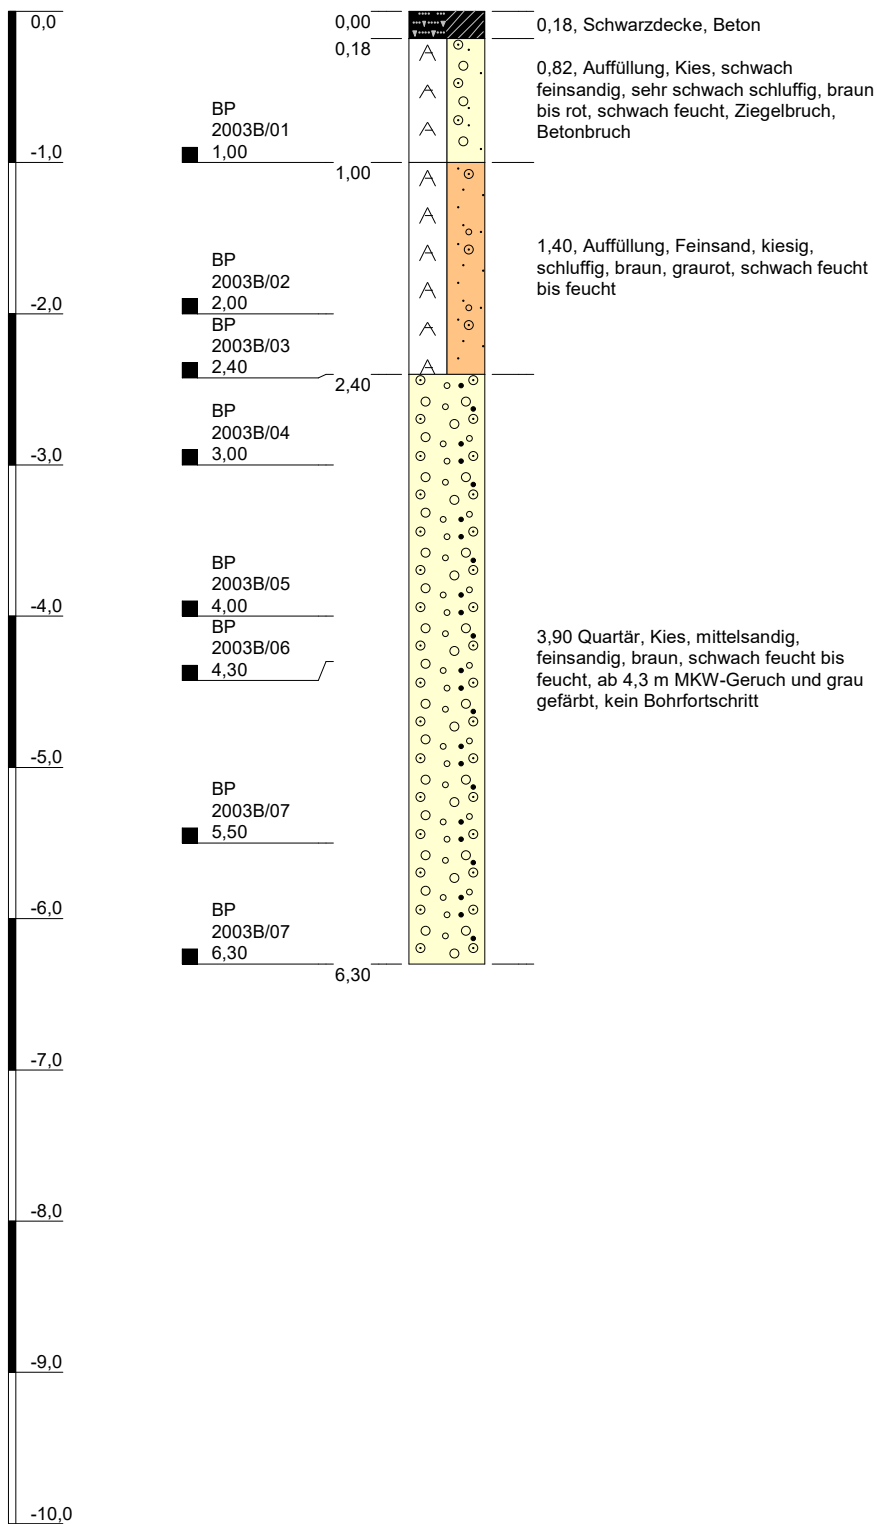 0,0
-1,0
-2,0
-3,0
-4,0
-5,0
-6,0
-7,0
-8,0
-9,0
-10,0
BP
2003B/01
1,00
BP
2003B/02
2,00
BP
2003B/03
2,40
BP
2003B/04
3,00
BP
2003B/05
4,00
BP
2003B/06
4,30
BP
2003B/07
5,50
BP
2003B/07
6,30
0,00
0,18
1,00
2,40
6,30
A
A
A
A
A
A
A
A
A
0,18, Schwarzdecke, Beton
0,82, Auffüllung, Kies, schwach
feinsandig, sehr schwach schluffig, braun
bis rot, schwach feucht, Ziegelbruch,
Betonbruch
1,40, Auffüllung, Feinsand, kiesig,
schluffig, braun, graurot, schwach feucht
bis feucht
3,90 Quartär, Kies, mittelsandig,
feinsandig, braun, schwach feucht bis
feucht, ab 4,3 m MKW-Geruch und grau
gefärbt, kein Bohrfortschritt